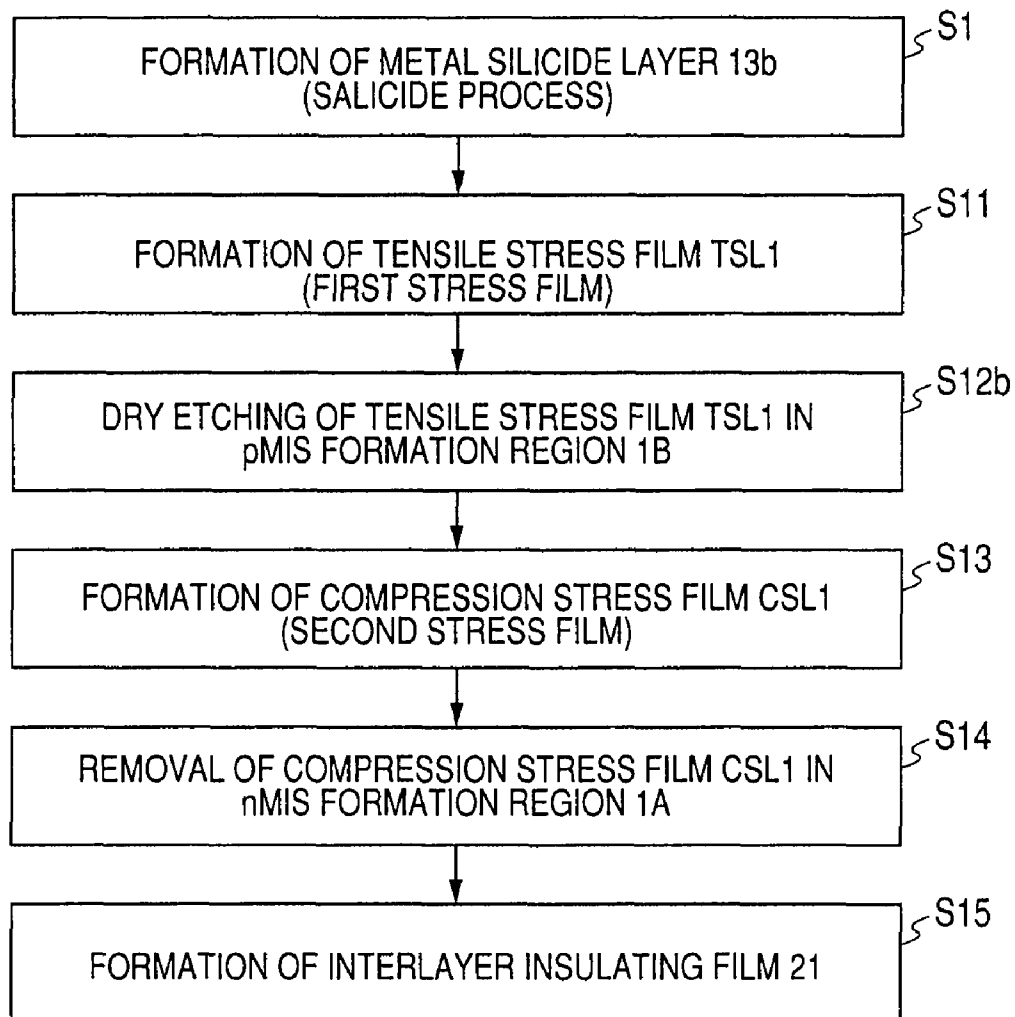 S1
FORMATION OF METAL SILICIDE LAYER 13b
(SALICIDE PROCESS)
S11
FORMATION OF TENSILE STRESS FILM TSL1
(FIRST STRESS FILM)
S12b
DRY ETCHING OF TENSILE STRESS FILM TSL1 IN
pMIS FORMATION REGION 1B
S13
FORMATION OF COMPRESSION STRESS FILM CSL1
(SECOND STRESS FILM)
S14
REMOVAL OF COMPRESSION STRESS FILM CSL1 IN
nMIS FORMATION REGION 1A
S15
FORMATION OF INTERLAYER INSULATING FILM 21